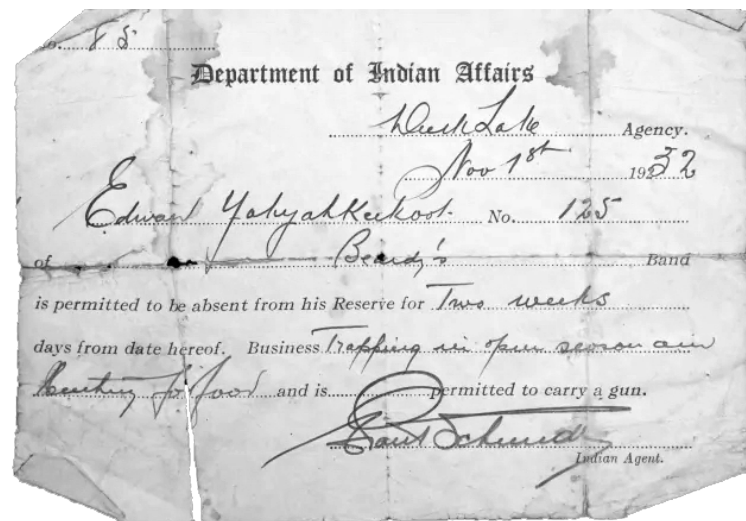 No. 85
Department of Indian Affairs
Duck Lake Agency.
Nov 1st 1932
Edward Yahyahkeekoot No. 125
of Beardy's Band
is permitted to be absent from his Reserve for Two weeks
days from date hereof. Business Trapping in open season and
Hunting for food and is permitted to carry a gun.
Schmidt
Indian Agent.